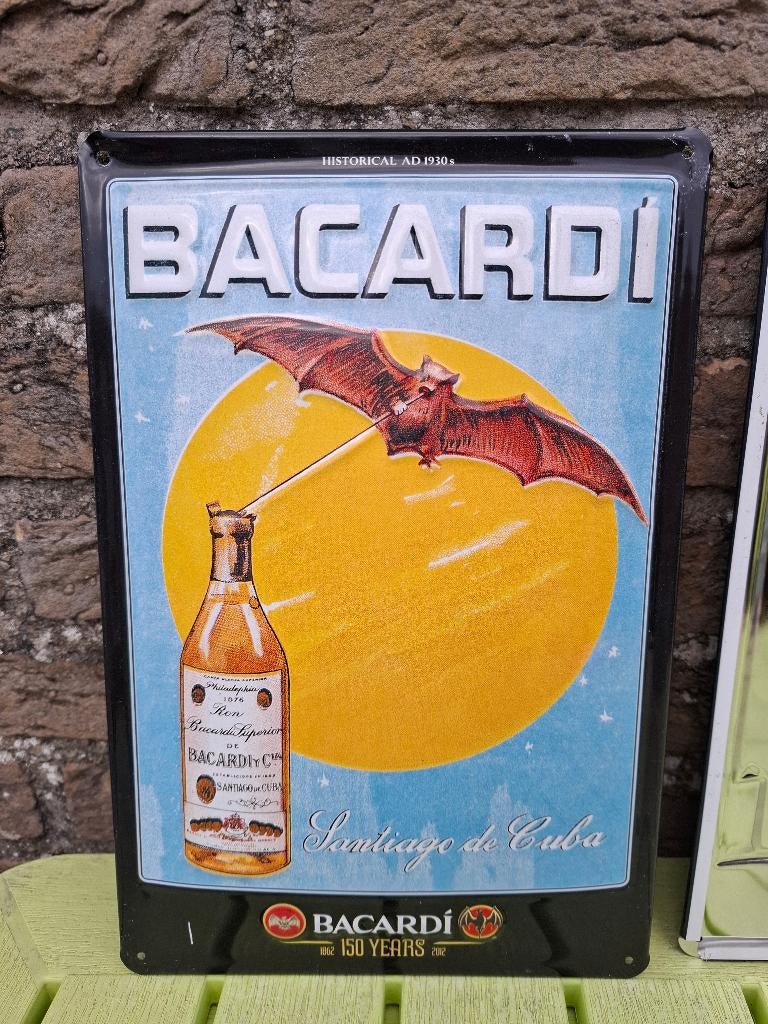 HISTORICAL AD 1930s
BACARDÍ
Philadelphia
1876
Ron
Bacardi Superior
DE
BACARDI Y Cia
SANTIAGO DE CUBA
Santiago de Cuba
BACARDÍ
1862 150 YEARS 2012